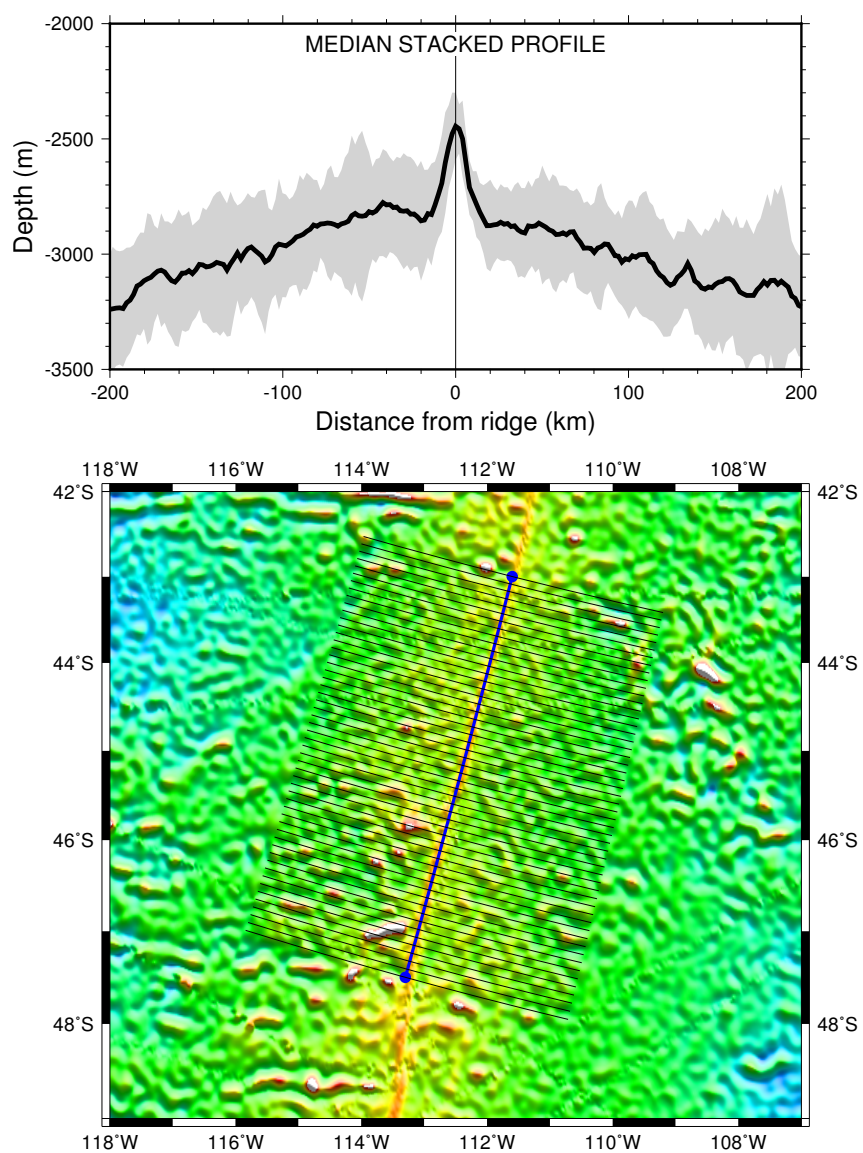 -2000
MEDIAN STACKED PROFILE
-2500
Depth (m)
-3000
-3500
-200 -100 0 100 200
Distance from ridge (km)
118˚W 116˚W 114˚W 112˚W 110˚W 108˚W
42˚S 42˚S
44˚S 44˚S
46˚S 46˚S
48˚S 48˚S
118˚W 116˚W 114˚W 112˚W 110˚W 108˚W